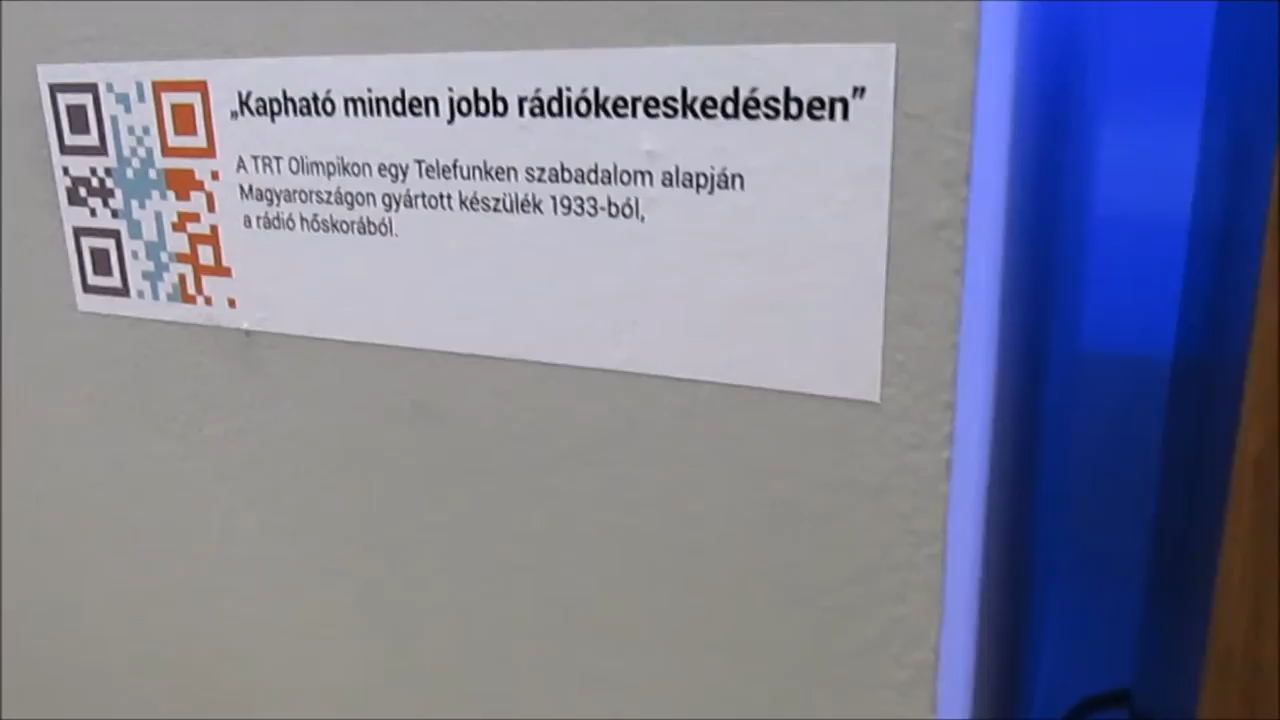 „Kapható minden jobb rádiókereskedésben”
A TRT Olimpikon egy Telefunken szabadalom alapján
Magyarországon gyártott készülék 1933-ból,
a rádió hőskorából.